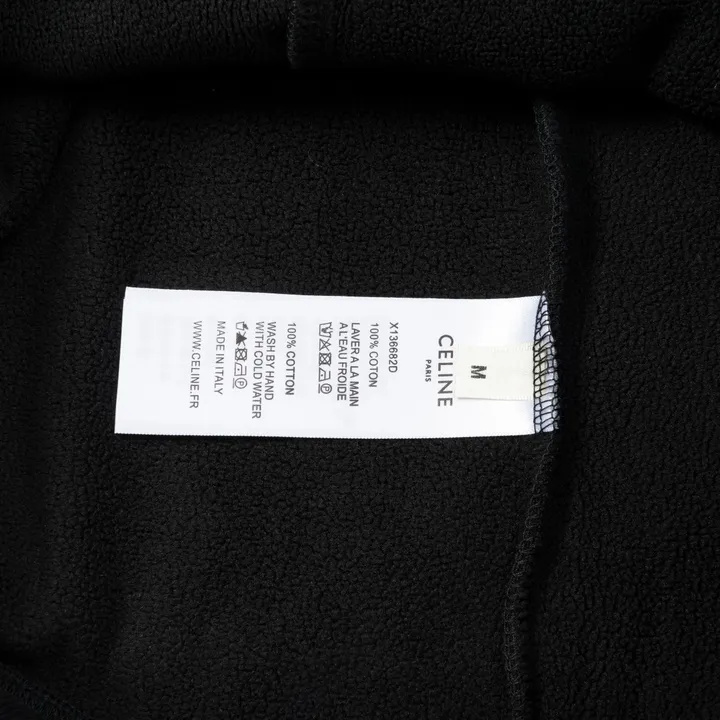 M
CELINE
PARIS
X136682D
100% COTON
LAVER A LA MAIN
A L'EAU FROIDE
100% COTTON
WASH BY HAND
WITH COLD WATER
MADE IN ITALY
WWW.CELINE.FR